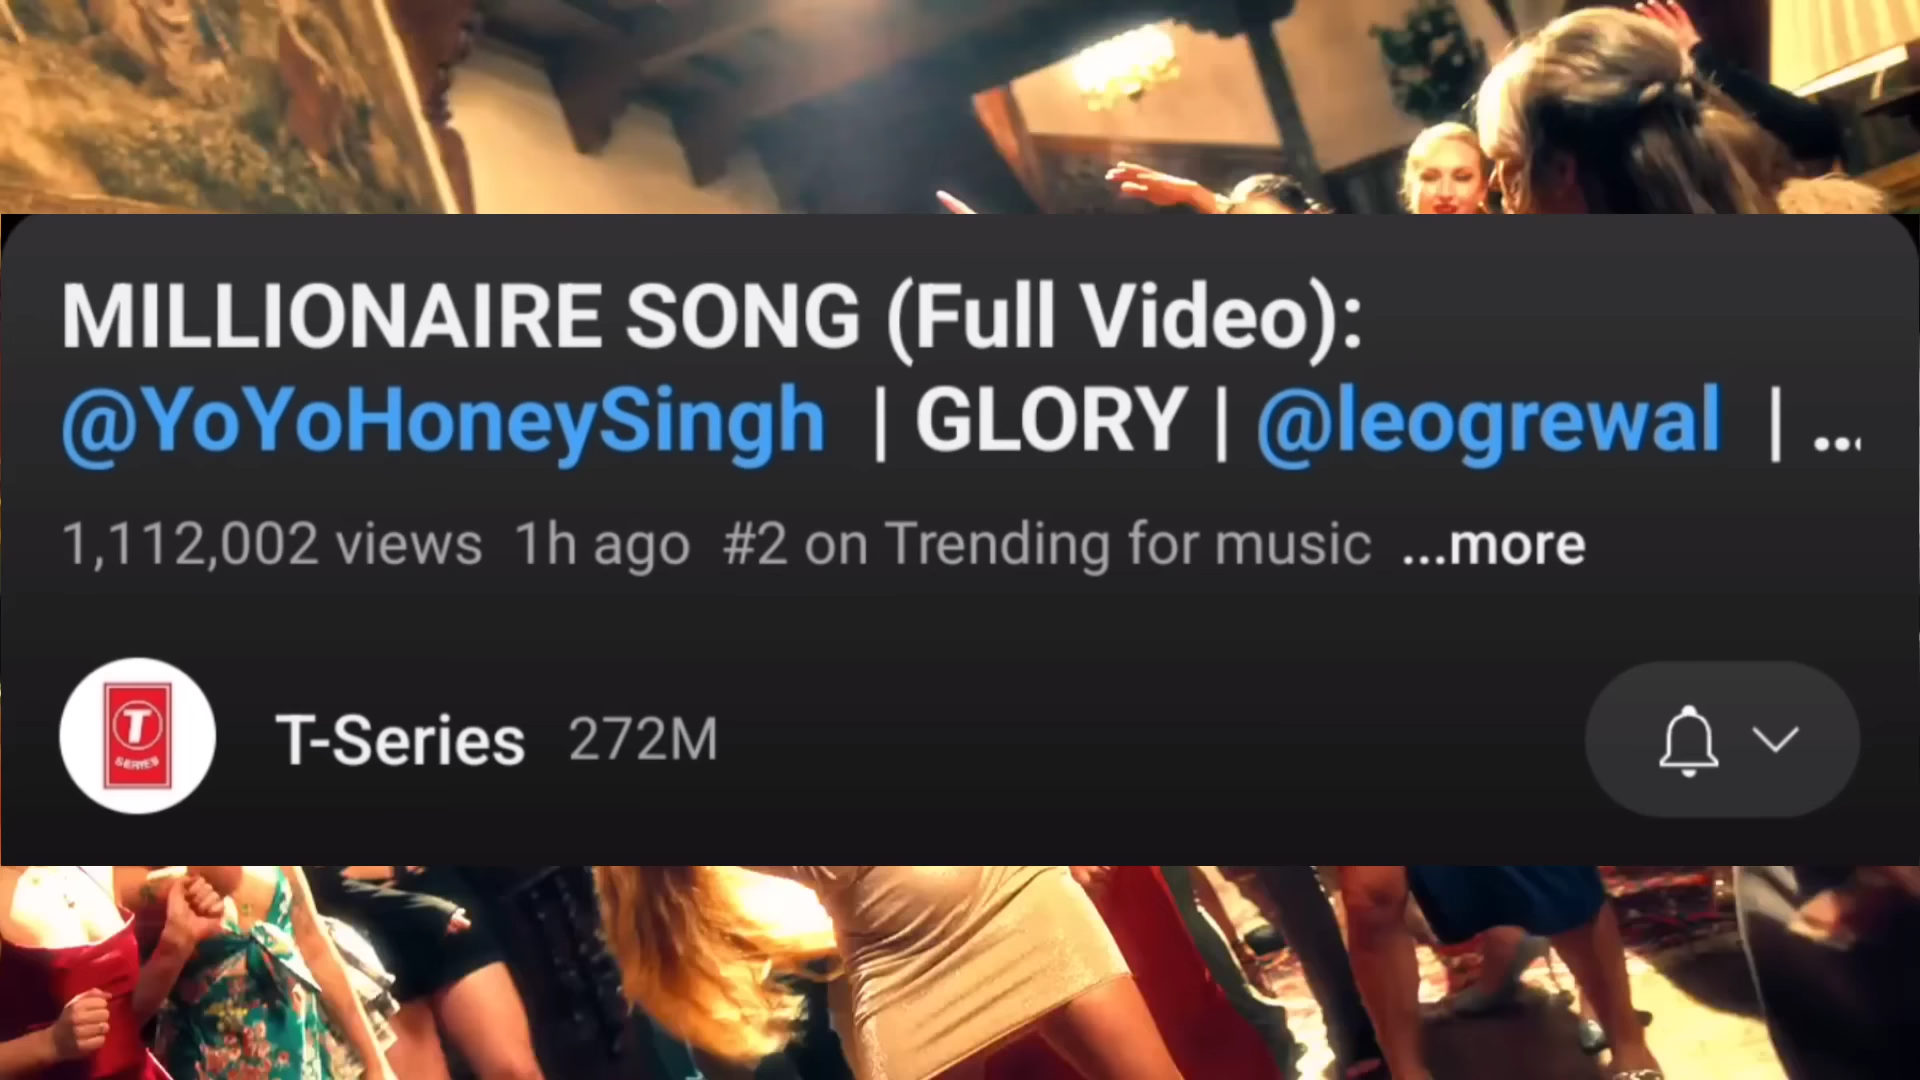 MILLIONAIRE SONG (Full Video):
@YoYoHoneySingh | GLORY | @leogrewal | ...
1,112,002 views 1h ago #2 on Trending for music ...more
T
SERIES
T-Series 272M